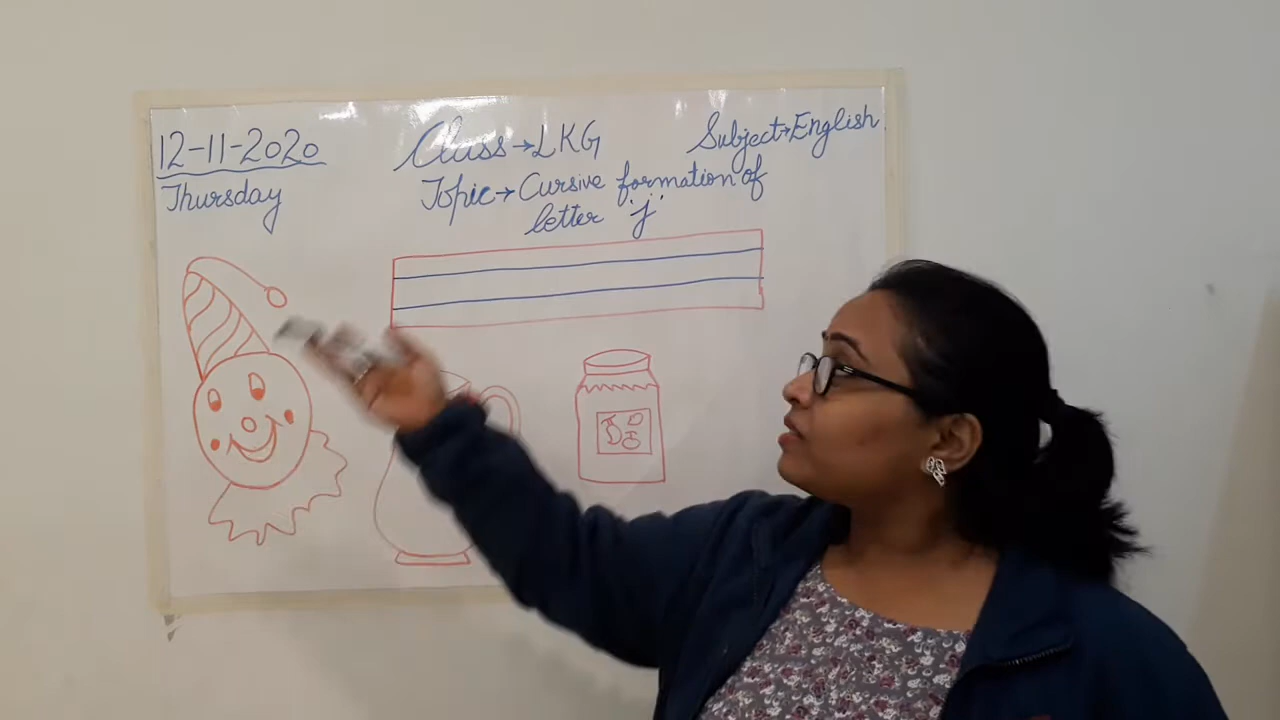 12-11-2020
Thursday
Class→LKG
Subject→English
Topic→Cursive formation of
letter 'j'